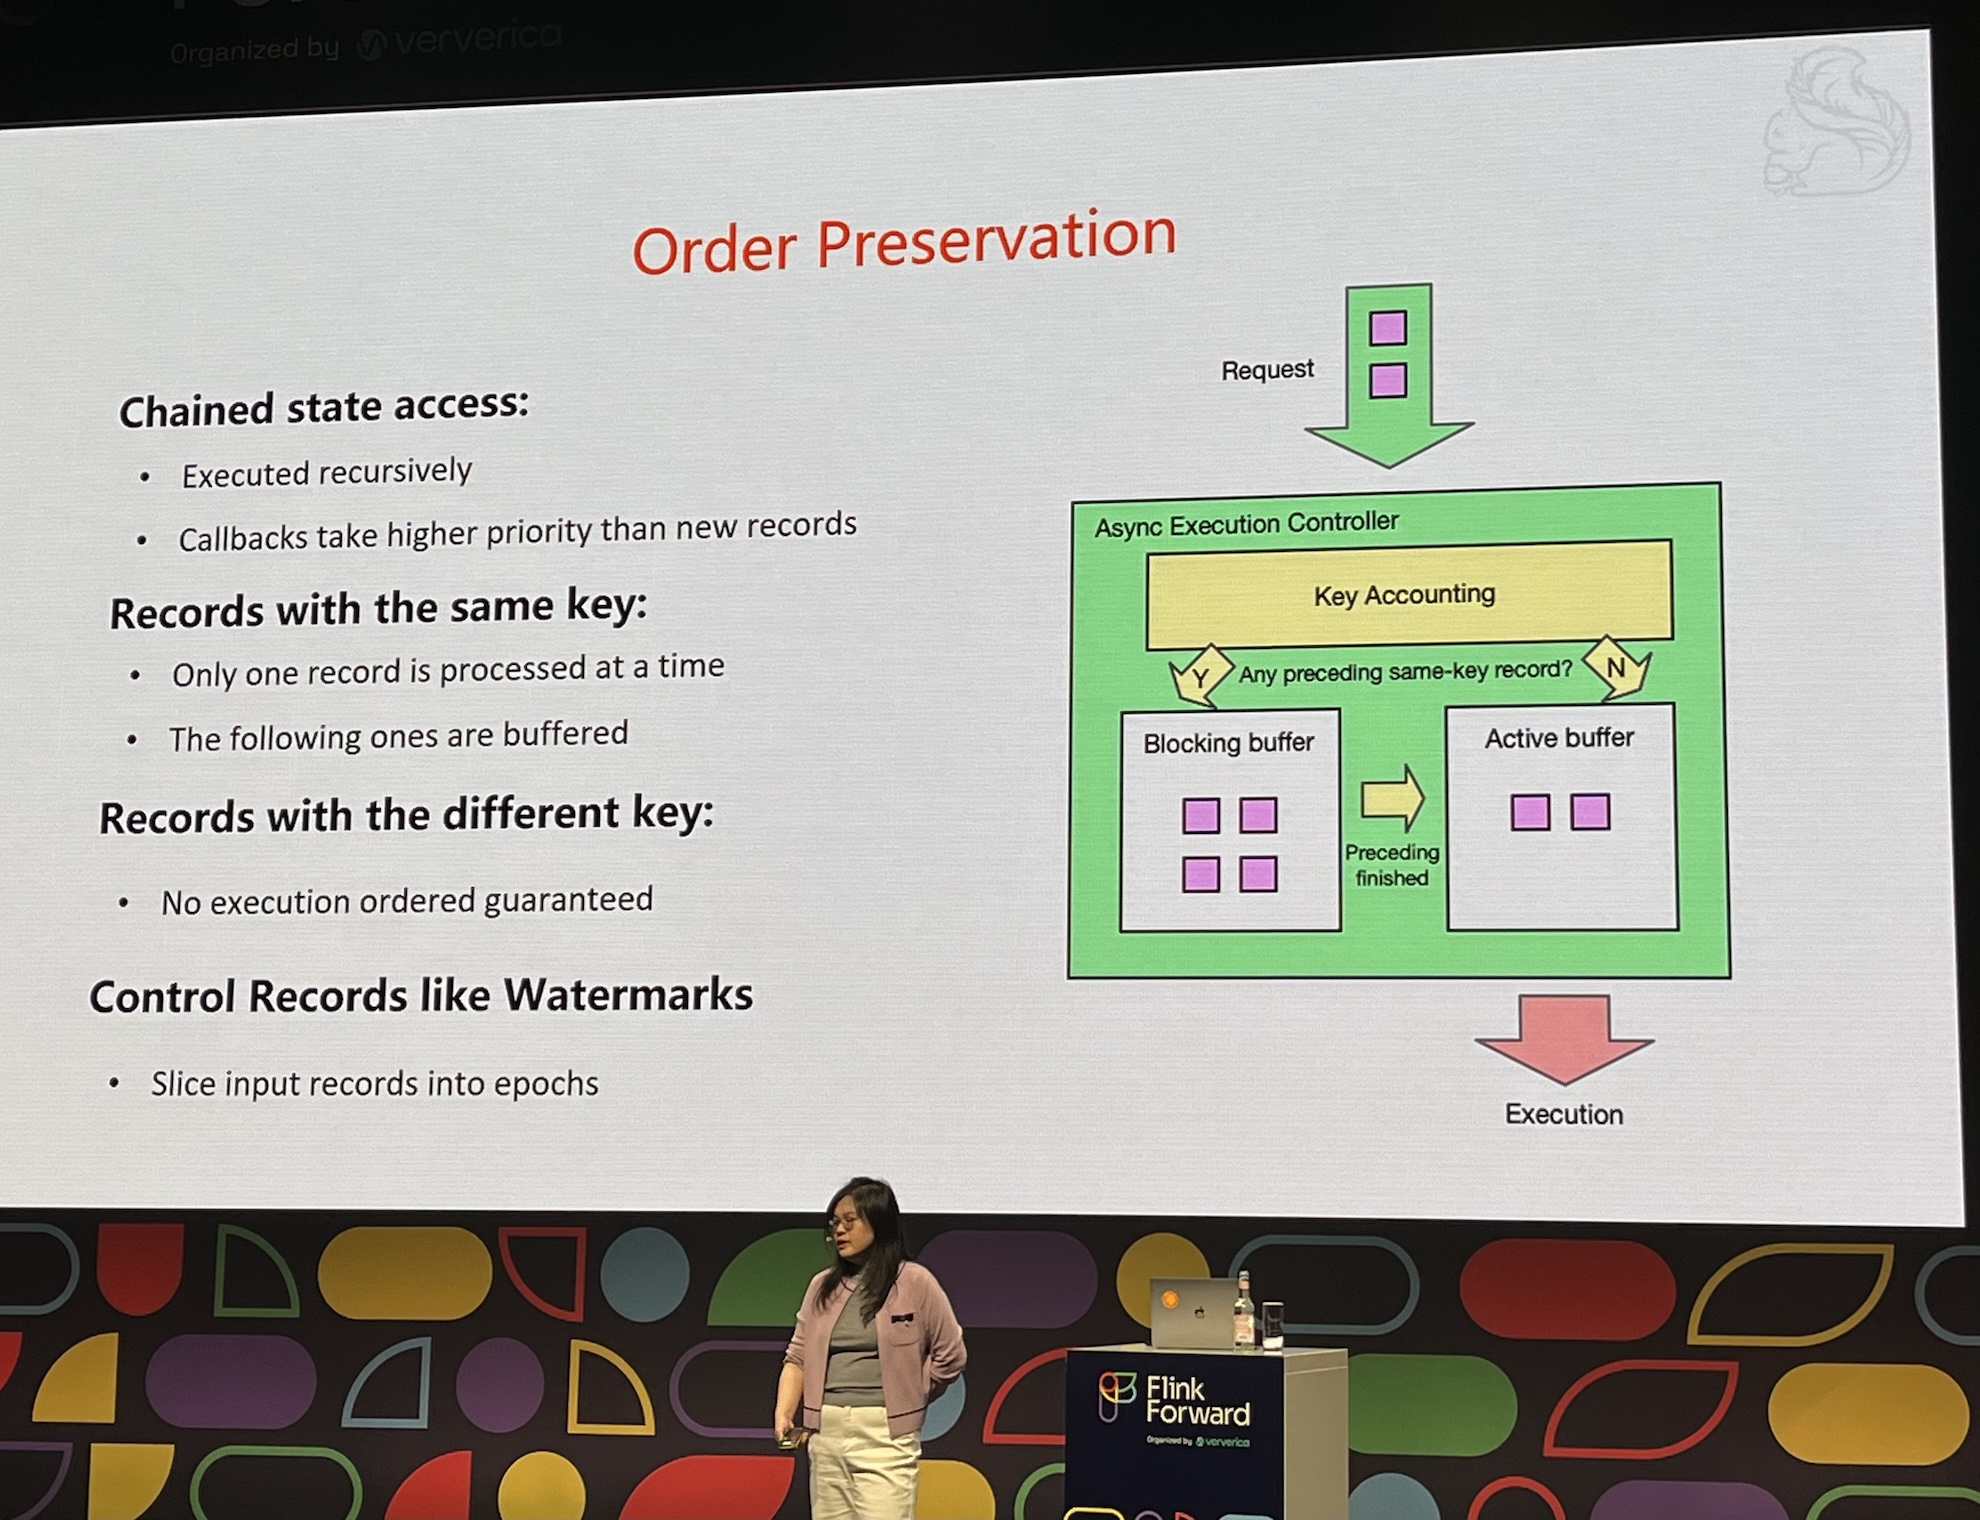 Organized by ververica
Order Preservation
Chained state access:
• Executed recursively
• Callbacks take higher priority than new records
Records with the same key:
• Only one record is processed at a time
• The following ones are buffered
Records with the different key:
• No execution ordered guaranteed
Control Records like Watermarks
• Slice input records into epochs
Request
Async Execution Controller
Key Accounting
Y Any preceding same-key record? N
Blocking buffer
Active buffer
Preceding
finished
Execution
Flink
Forward
Organized by ververica